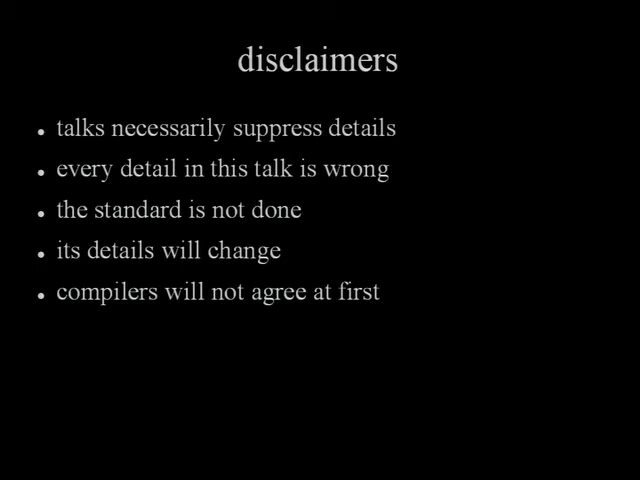 disclaimers
talks necessarily suppress details
every detail in this talk is wrong
the standard is not done
its details will change
compilers will not agree at first